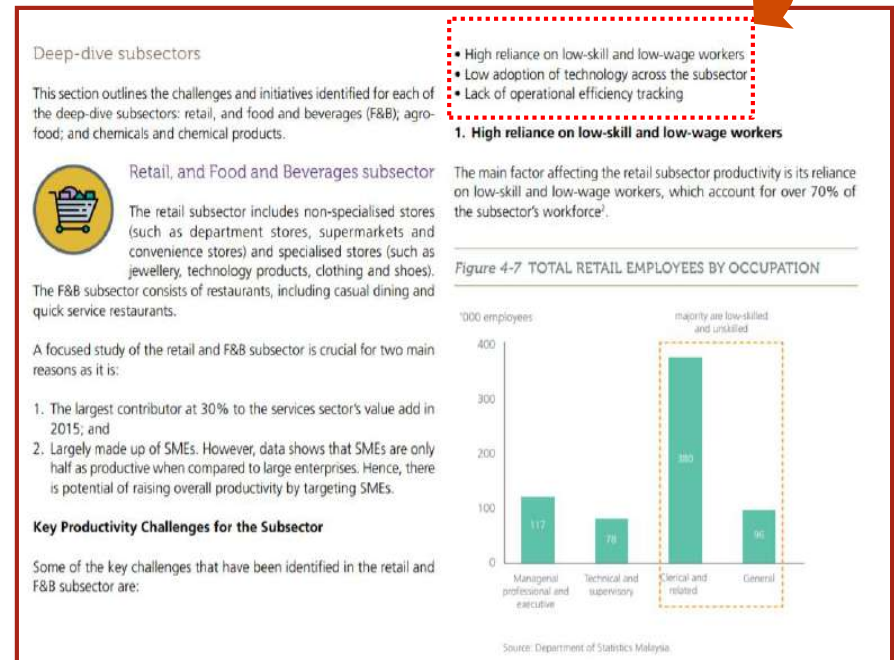 Deep-dive subsectors
This section outlines the challenges and initiatives identified for each of
the deep-dive subsectors: retail, and food and beverages (F&B); agro-
food; and chemicals and chemical products.
Retail, and Food and Beverages subsector
The retail subsector includes non-specialised stores
(such as department stores, supermarkets and
convenience stores) and specialised stores (such as
jewellery, technology products, clothing and shoes).
The F&B subsector consists of restaurants, including casual dining and
quick service restaurants.
A focused study of the retail and F&B subsector is crucial for two main
reasons as it is:
1. The largest contributor at 30% to the services sector's value add in
2015; and
2. Largely made up of SMEs. However, data shows that SMEs are only
half as productive when compared to large enterprises. Hence, there
is potential of raising overall productivity by targeting SMEs.
Key Productivity Challenges for the Subsector
Some of the key challenges that have been identified in the retail and
F&B subsector are:
• High reliance on low-skill and low-wage workers
• Low adoption of technology across the subsector
• Lack of operational efficiency tracking
1. High reliance on low-skill and low-wage workers
The main factor affecting the retail subsector productivity is its reliance
on low-skill and low-wage workers, which account for over 70% of
the subsector's workforce².
Figure 4-7 TOTAL RETAIL EMPLOYEES BY OCCUPATION
'000 employees
majority are low-skilled
and unskilled
400
300
200
100
0
117
78
380
96
Managerial
professional and
executive
Technical and
supervisory
Clerical and
related
General
Source: Department of Statistics Malaysia